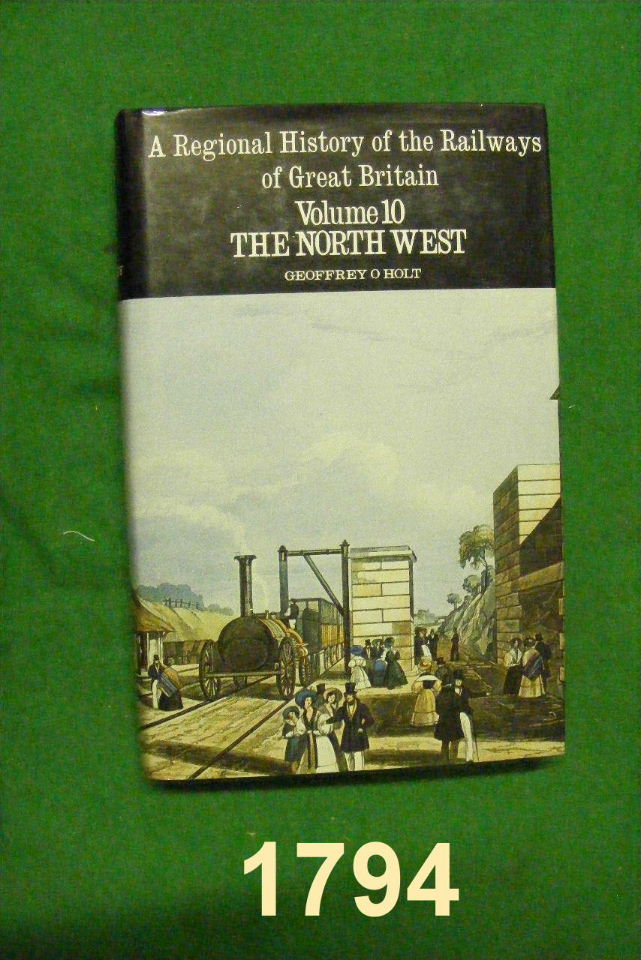 A Regional History of the Railways
of Great Britain
Volume 10
THE NORTH WEST
GEOFFREY O HOLT
1794